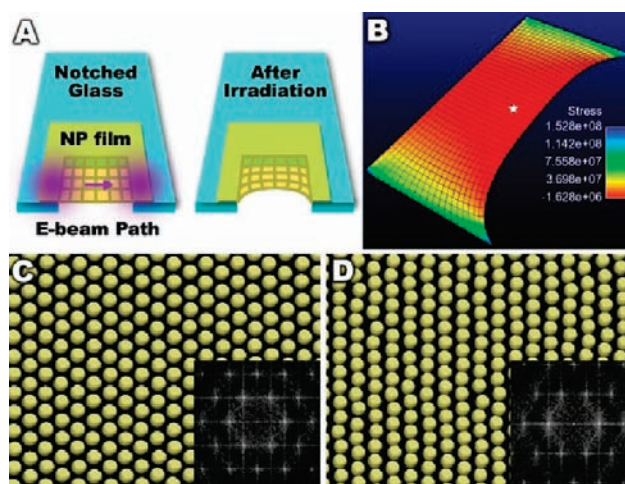 A
Notched
Glass
NP film
E-beam Path
After
Irradiation
B
Stress
1.528e+08
1.142e+08
7.558e+07
3.698e+07
-1.628e+06
C
D